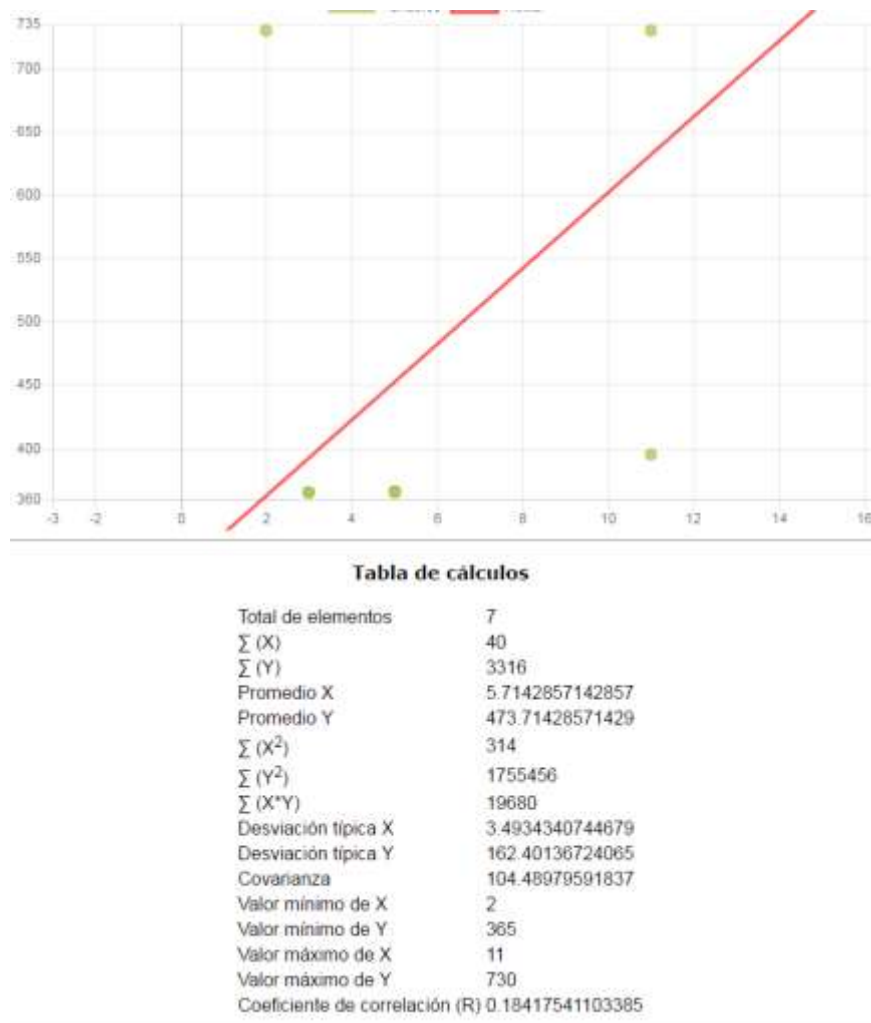 735
700
650
600
550
500
450
400
360
-3 -2 0 2 4 6 8 10 12 14 16
Tabla de cálculos
Total de elementos 7
∑ (X) 40
∑ (Y) 3316
Promedio X 5.7142857142857
Promedio Y 473.71428571429
∑ (X²) 314
∑ (Y²) 1755456
∑ (X*Y) 19680
Desviación típica X 3.4934340744679
Desviación típica Y 162.40136724065
Covarianza 104.48979591837
Valor mínimo de X 2
Valor mínimo de Y 365
Valor máximo de X 11
Valor máximo de Y 730
Coeficiente de correlación (R) 0.18417541103385